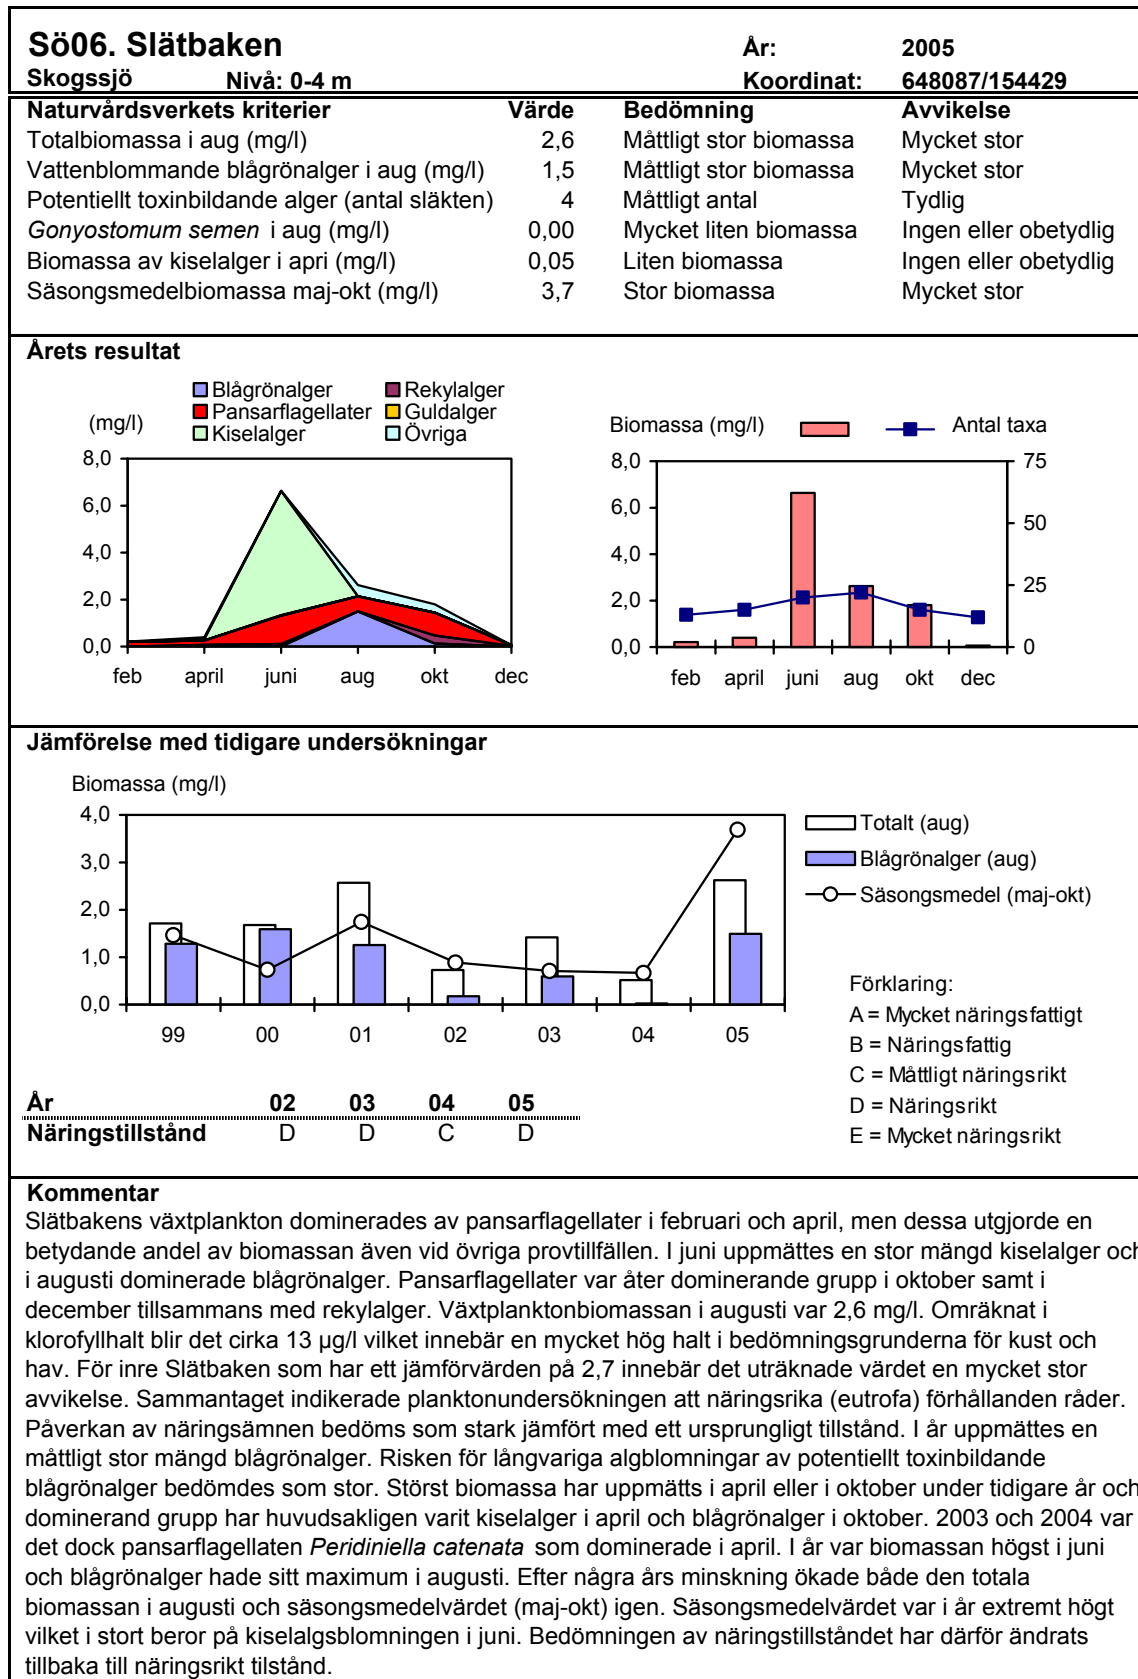 Sö06. Slätbaken År: 2005
Skogssjö Nivå: 0-4 m Koordinat: 648087/154429
Naturvårdsverkets kriterier Värde Bedömning Avvikelse
Totalbiomassa i aug (mg/l) 2,6 Måttligt stor biomassa Mycket stor
Vattenblommande blågrönalger i aug (mg/l) 1,5 Måttligt stor biomassa Mycket stor
Potentiellt toxinbildande alger (antal släkten) 4 Måttligt antal Tydlig
Gonyostomum semen i aug (mg/l) 0,00 Mycket liten biomassa Ingen eller obetydlig
Biomassa av kiselalger i apri (mg/l) 0,05 Liten biomassa Ingen eller obetydlig
Säsongsmedelbiomassa maj-okt (mg/l) 3,7 Stor biomassa Mycket stor
Årets resultat
Blågrönalger Rekylalger
Pansarflagellater Guldalger
Kiselalger Övriga
(mg/l)
8,0
6,0
4,0
2,0
0,0
feb april juni aug okt dec
Biomassa (mg/l) Antal taxa
8,0 75
6,0
50
4,0
25
2,0
0,0 0
feb april juni aug okt dec
Jämförelse med tidigare undersökningar
Biomassa (mg/l)
4,0
3,0
2,0
1,0
0,0
99 00 01 02 03 04 05
Totalt (aug)
Blågrönalger (aug)
Säsongsmedel (maj-okt)
Förklaring:
A = Mycket näringsfattigt
B = Näringsfattig
C = Måttligt näringsrikt
D = Näringsrikt
E = Mycket näringsrikt
År 02 03 04 05
Näringstillstånd D D C D
Kommentar
Slätbakens växtplankton dominerades av pansarflagellater i februari och april, men dessa utgjorde en
betydande andel av biomassan även vid övriga provtillfällen. I juni uppmättes en stor mängd kiselalger och
i augusti dominerade blågrönalger. Pansarflagellater var åter dominerande grupp i oktober samt i
december tillsammans med rekylalger. Växtplanktonbiomassan i augusti var 2,6 mg/l. Omräknat i
klorofyllhalt blir det cirka 13 µg/l vilket innebär en mycket hög halt i bedömningsgrunderna för kust och
hav. För inre Slätbaken som har ett jämförvärden på 2,7 innebär det uträknade värdet en mycket stor
avvikelse. Sammantaget indikerade planktonundersökningen att näringsrika (eutrofa) förhållanden råder.
Påverkan av näringsämnen bedöms som stark jämfört med ett ursprungligt tillstånd. I år uppmättes en
måttligt stor mängd blågrönalger. Risken för långvariga algblomningar av potentiellt toxinbildande
blågrönalger bedömdes som stor. Störst biomassa har uppmätts i april eller i oktober under tidigare år och
dominerand grupp har huvudsakligen varit kiselalger i april och blågrönalger i oktober. 2003 och 2004 var
det dock pansarflagellaten Peridiniella catenata som dominerade i april. I år var biomassan högst i juni
och blågrönalger hade sitt maximum i augusti. Efter några års minskning ökade både den totala
biomassan i augusti och säsongsmedelvärdet (maj-okt) igen. Säsongsmedelvärdet var i år extremt högt
vilket i stort beror på kiselalgsblomningen i juni. Bedömningen av näringstillståndet har därför ändrats
tillbaka till näringsrikt tilstånd.